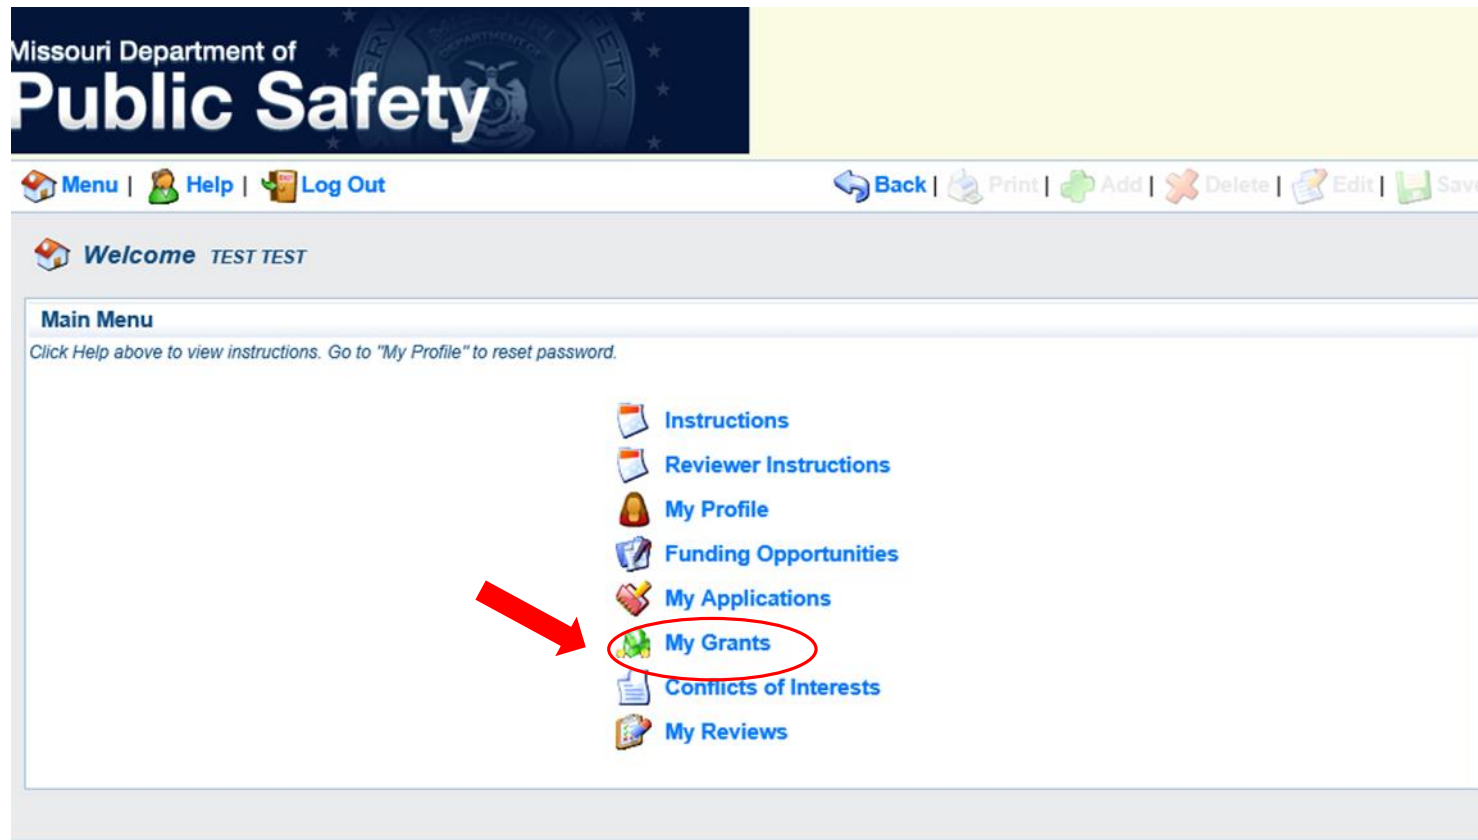 Missouri Department of
Public Safety
Menu | Help | Log Out
Back | Print | Add | Delete | Edit | Save
Welcome TEST TEST
Main Menu
Click Help above to view instructions. Go to "My Profile" to reset password.
Instructions
Reviewer Instructions
My Profile
Funding Opportunities
My Applications
My Grants
Conflicts of Interests
My Reviews